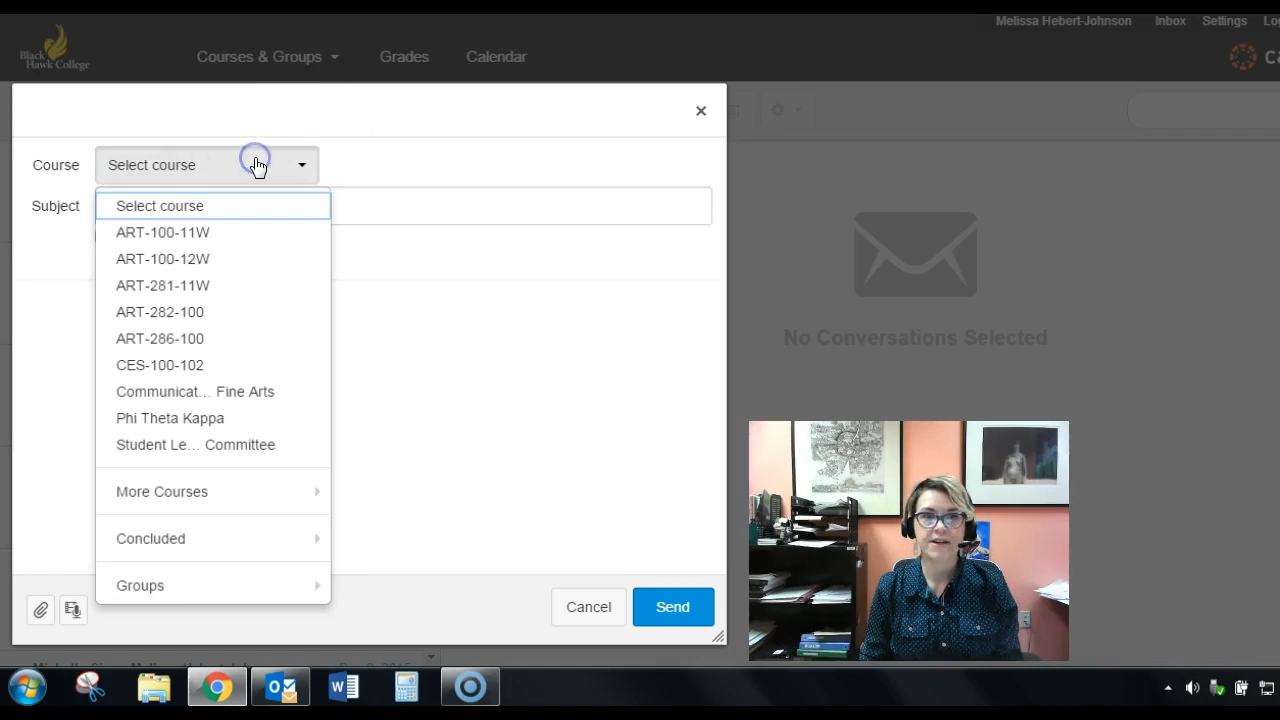 Melissa Hebert-Johnson Inbox Settings Lo
Black
Hawk College
Courses & Groups Grades Calendar
Ca
×
Course Select course
Subject
Select course
ART-100-11W
ART-100-12W
ART-281-11W
ART-282-100
ART-286-100
CES-100-102
Communicat… Fine Arts
Phi Theta Kappa
Student Le… Committee
More Courses
Concluded
Groups
No Conversations Selected
Cancel Send